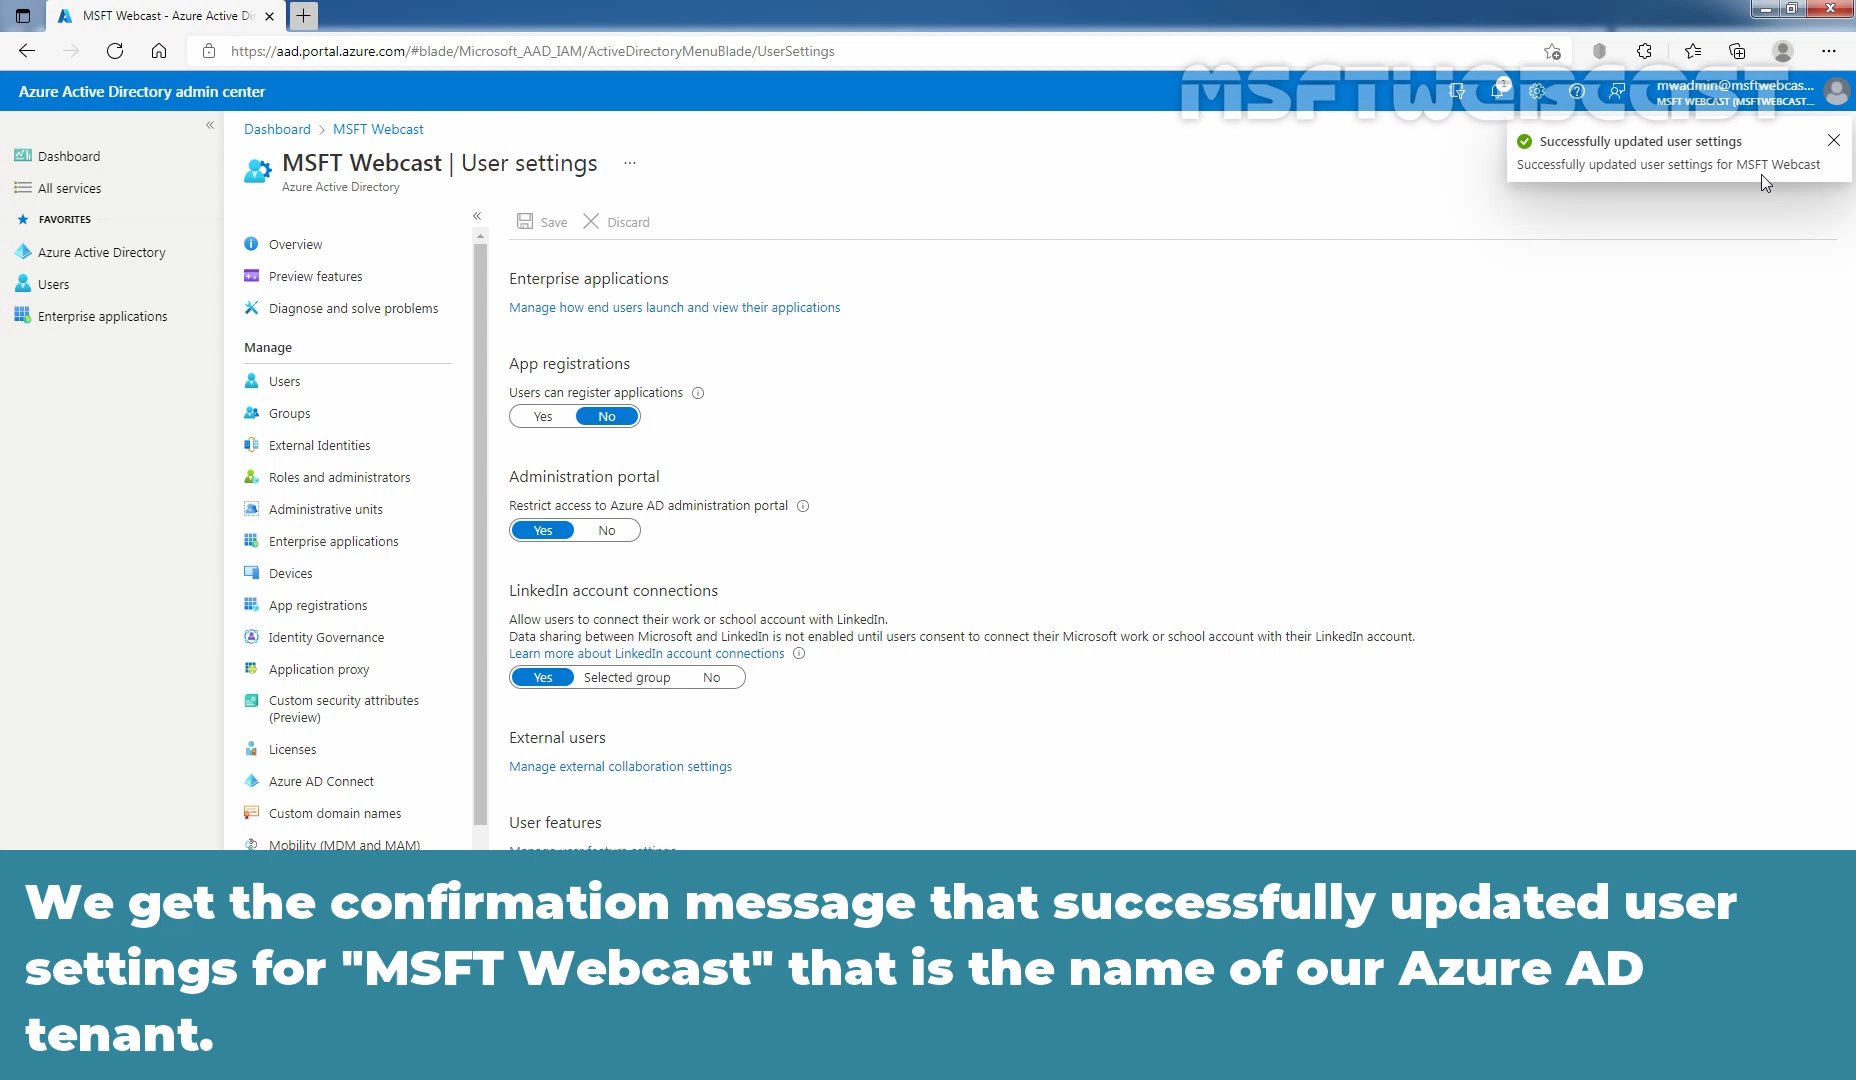 MSFT Webcast - Azure Active Di
https://aad.portal.azure.com/#blade/Microsoft_AAD_IAM/ActiveDirectoryMenuBlade/UserSettings
MSFTWEBCAST
Azure Active Directory admin center
1
mwadmin@msftwebcas...
MSFT WEBCAST (MSFTWEBCAST....
Dashboard
All services
FAVORITES
Azure Active Directory
Users
Enterprise applications
Dashboard > MSFT Webcast
MSFT Webcast | User settings ...
Azure Active Directory
Successfully updated user settings
Successfully updated user settings for MSFT Webcast
Overview
Preview features
Diagnose and solve problems
Manage
Users
Groups
External Identities
Roles and administrators
Administrative units
Enterprise applications
Devices
App registrations
Identity Governance
Application proxy
Custom security attributes
(Preview)
Licenses
Azure AD Connect
Custom domain names
Mobility (MDM and MAM)
Save Discard
Enterprise applications
Manage how end users launch and view their applications
App registrations
Users can register applications
Yes No
Administration portal
Restrict access to Azure AD administration portal
Yes No
LinkedIn account connections
Allow users to connect their work or school account with LinkedIn.
Data sharing between Microsoft and LinkedIn is not enabled until users consent to connect their Microsoft work or school account with their LinkedIn account.
Learn more about LinkedIn account connections
Yes Selected group No
External users
Manage external collaboration settings
User features
Manage user feature settings
We get the confirmation message that successfully updated user
settings for "MSFT Webcast" that is the name of our Azure AD
tenant.